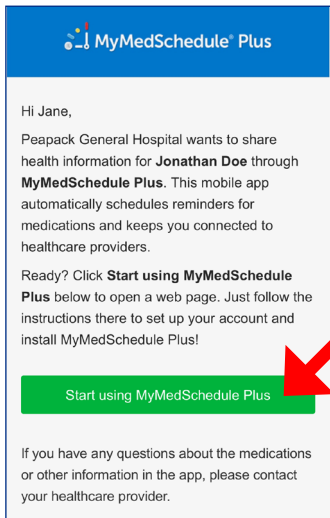 MyMedSchedule® Plus
Hi Jane,
Peapack General Hospital wants to share
health information for Jonathan Doe through
MyMedSchedule Plus. This mobile app
automatically schedules reminders for
medications and keeps you connected to
healthcare providers.
Ready? Click Start using MyMedSchedule
Plus below to open a web page. Just follow the
instructions there to set up your account and
install MyMedSchedule Plus!
Start using MyMedSchedule Plus
If you have any questions about the medications
or other information in the app, please contact
your healthcare provider.